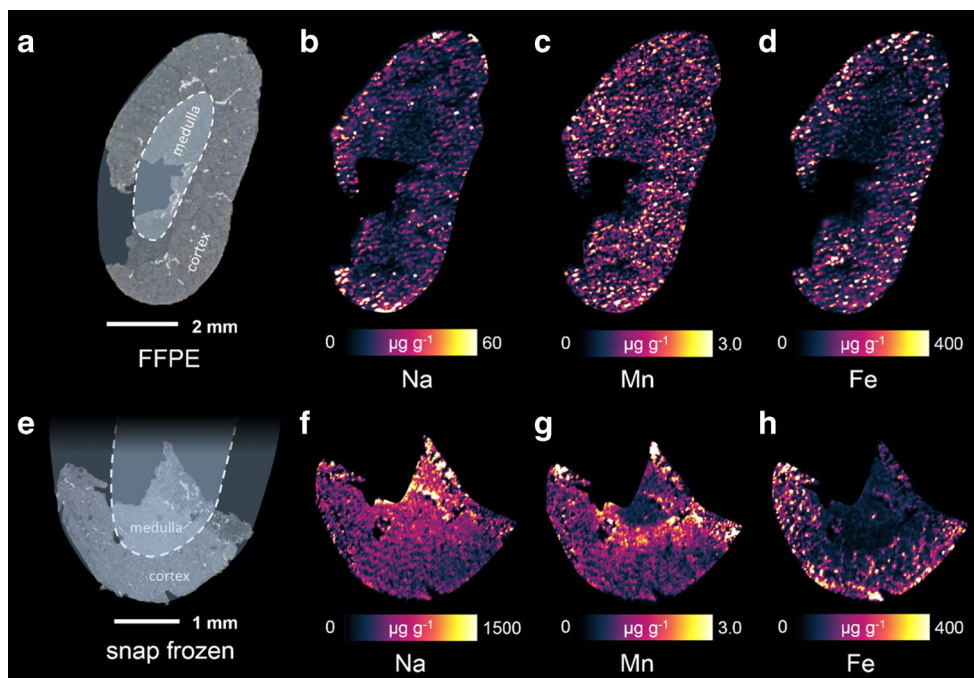 a
b
c
d
medulla
cortex
2 mm
FFPE
0 µg g⁻¹ 60
Na
0 µg g⁻¹ 3.0
Mn
0 µg g⁻¹ 400
Fe
e
f
g
h
medulla
cortex
1 mm
snap frozen
0 µg g⁻¹ 1500
Na
0 µg g⁻¹ 3.0
Mn
0 µg g⁻¹ 400
Fe